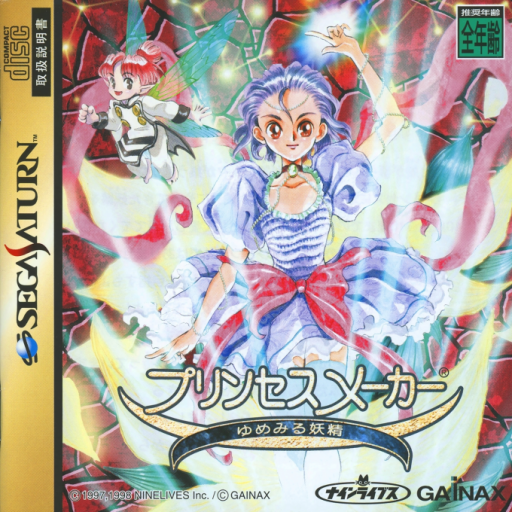 COMPACT
disc
取扱説明書
推奨年齢
全年齢
SEGA SATURN™
プリンセスメーカー®
ゆめみる妖精
© 1997,1998 NINELIVES Inc. / © GAINAX
ナインライブス
GAINAX